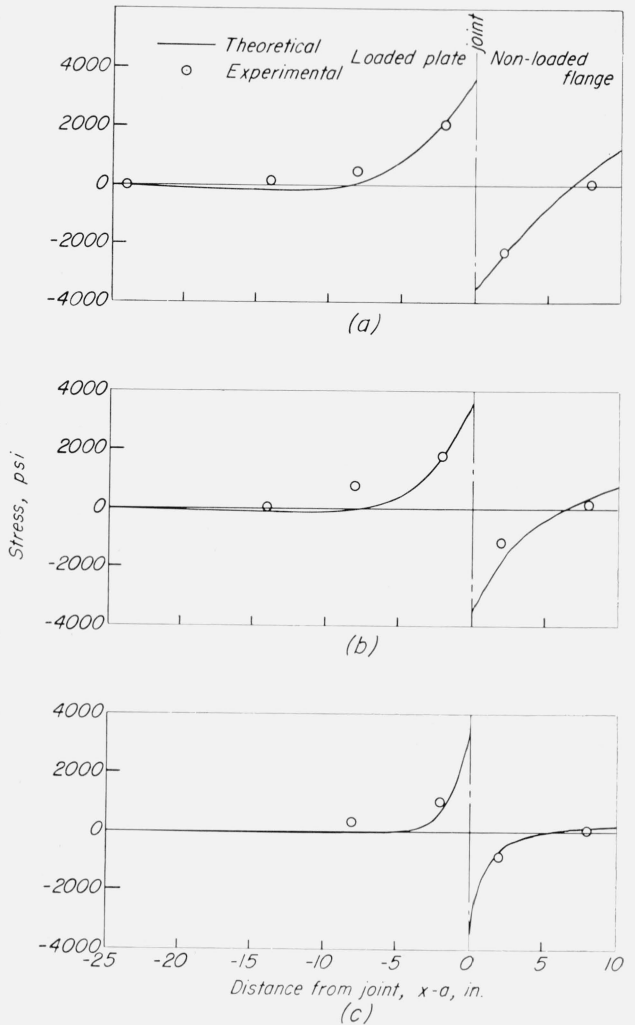 joint
Theoretical
Experimental
Loaded plate
Non-loaded
flange
4000
2000
0
-2000
-4000
(a)
4000
2000
0
-2000
-4000
(b)
Stress, psi
4000
2000
0
-2000
-4000
-25 -20 -15 -10 -5 0 5 10
Distance from joint, x-a, in.
(c)